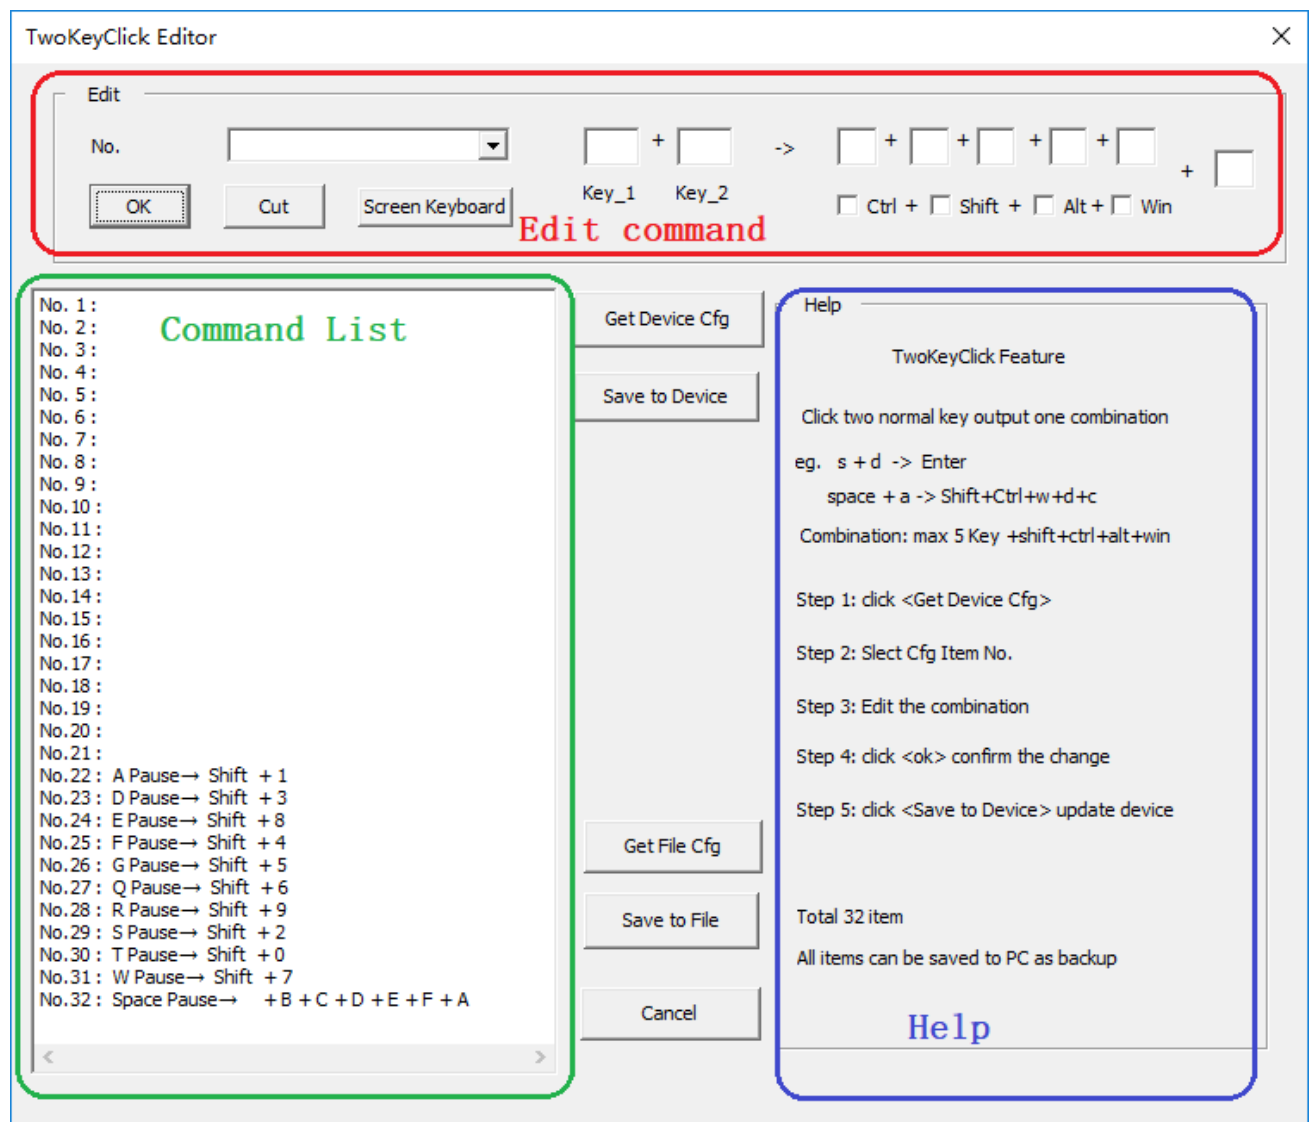 TwoKeyClick Editor
Edit
No.
+
->
+ + + +
+
Key_1 Key_2
OK Cut Screen Keyboard
Ctrl + Shift + Alt + Win
Edit command
No. 1 :
No. 2 :
No. 3 :
No. 4 :
No. 5 :
No. 6 :
No. 7 :
No. 8 :
No. 9 :
No.10 :
No.11 :
No.12 :
No.13 :
No.14 :
No.15 :
No.16 :
No.17 :
No.18 :
No.19 :
No.20 :
No.21 :
No.22 : A Pause→ Shift + 1
No.23 : D Pause→ Shift + 3
No.24 : E Pause→ Shift + 8
No.25 : F Pause→ Shift + 4
No.26 : G Pause→ Shift + 5
No.27 : Q Pause→ Shift + 6
No.28 : R Pause→ Shift + 9
No.29 : S Pause→ Shift + 2
No.30 : T Pause→ Shift + 0
No.31 : W Pause→ Shift + 7
No.32 : Space Pause→ + B + C + D + E + F + A
Command List
Get Device Cfg
Save to Device
Get File Cfg
Save to File
Cancel
Help
TwoKeyClick Feature
Click two normal key output one combination
eg. s + d -> Enter
space + a -> Shift+Ctrl+w+d+c
Combination: max 5 Key +shift+ctrl+alt+win
Step 1: click <Get Device Cfg>
Step 2: Slect Cfg Item No.
Step 3: Edit the combination
Step 4: click <ok> confirm the change
Step 5: click <Save to Device> update device
Total 32 item
All items can be saved to PC as backup
Help